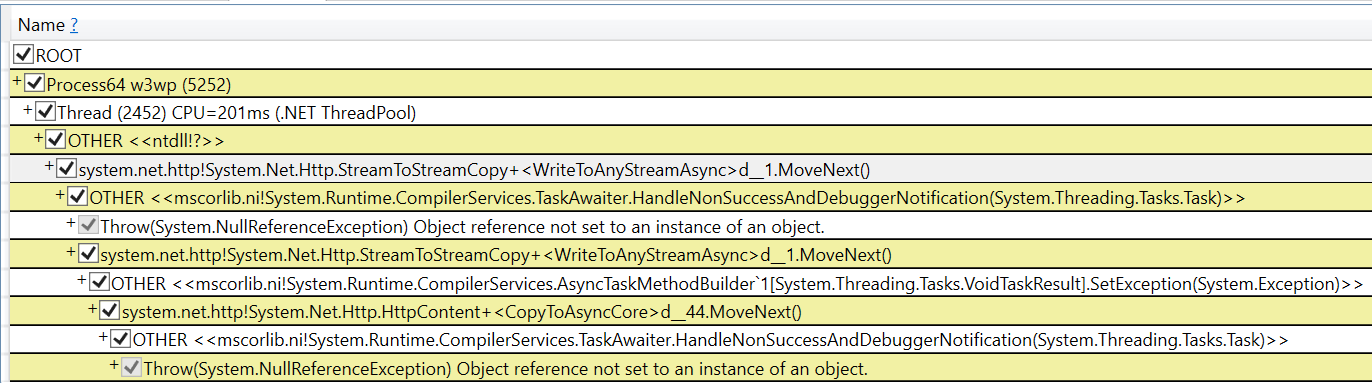 Name ?
ROOT
+ Process64 w3wp (5252)
+ Thread (2452) CPU=201ms (.NET ThreadPool)
+ OTHER <<ntdll!?>>
+ system.net.http!System.Net.Http.StreamToStreamCopy+<WriteToAnyStreamAsync>d__1.MoveNext()
+ OTHER <<mscorlib.ni!System.Runtime.CompilerServices.TaskAwaiter.HandleNonSuccessAndDebuggerNotification(System.Threading.Tasks.Task)>>
+ Throw(System.NullReferenceException) Object reference not set to an instance of an object.
+ system.net.http!System.Net.Http.StreamToStreamCopy+<WriteToAnyStreamAsync>d__1.MoveNext()
+ OTHER <<mscorlib.ni!System.Runtime.CompilerServices.AsyncTaskMethodBuilder`1[System.Threading.Tasks.VoidTaskResult].SetException(System.Exception)>>
+ system.net.http!System.Net.Http.HttpContent+<CopyToAsyncCore>d__44.MoveNext()
+ OTHER <<mscorlib.ni!System.Runtime.CompilerServices.TaskAwaiter.HandleNonSuccessAndDebuggerNotification(System.Threading.Tasks.Task)>>
+ Throw(System.NullReferenceException) Object reference not set to an instance of an object.